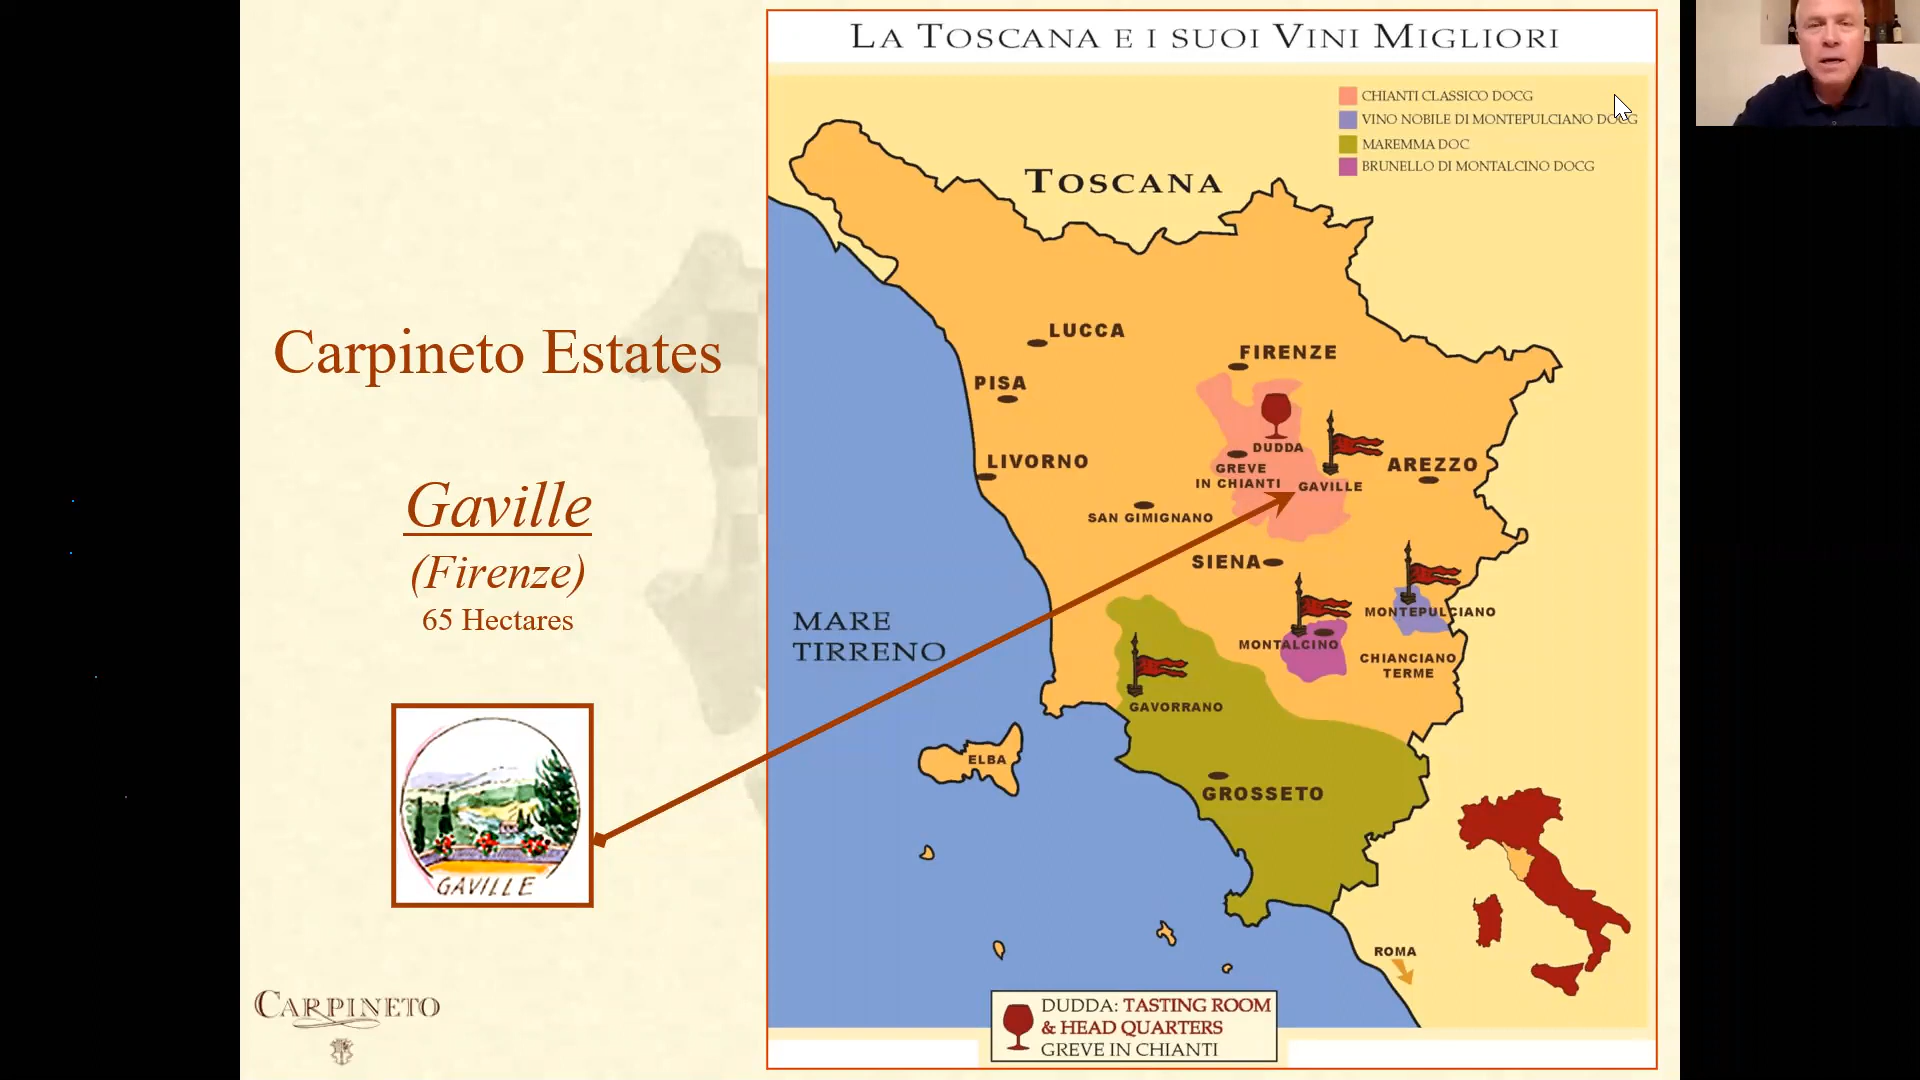 Carpineto Estates
Gaville
(Firenze)
65 Hectares
GAVILLE
CARPINETO
LA TOSCANA E I SUOI VINI MIGLIORI
CHIANTI CLASSICO DOCG
VINO NOBILE DI MONTEPULCIANO DOCG
MAREMMA DOC
BRUNELLO DI MONTALCINO DOCG
TOSCANA
LUCCA
FIRENZE
PISA
DUDDA
LIVORNO
GREVE
IN CHIANTI
GAVILLE
AREZZO
SAN GIMIGNANO
SIENA
MARE
TIRRENO
MONTEPULCIANO
MONTALCINO
CHIANCIANO
TERME
GAVORRANO
ELBA
GROSSETO
ROMA
DUDDA: TASTING ROOM
& HEAD QUARTERS
GREVE IN CHIANTI